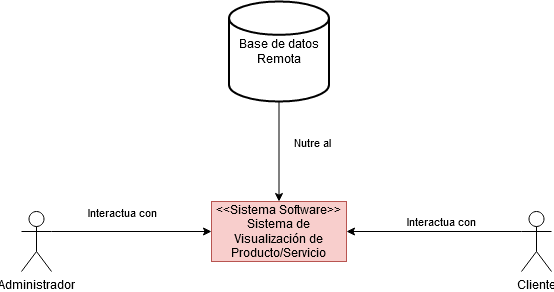 Base de datos
Remota
Nutre al
Interactua con
<<Sistema Software>>
Sistema de
Visualización de
Producto/Servicio
Interactua con
Administrador
Cliente